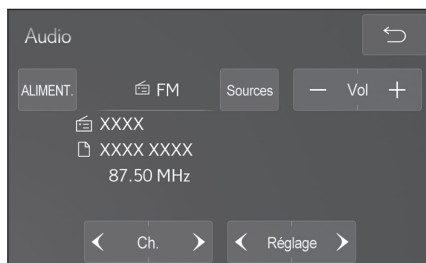 Audio
ALIMENT. FM Sources − Vol +
XXXX
XXXX XXXX
87.50 MHz
Ch. Réglage